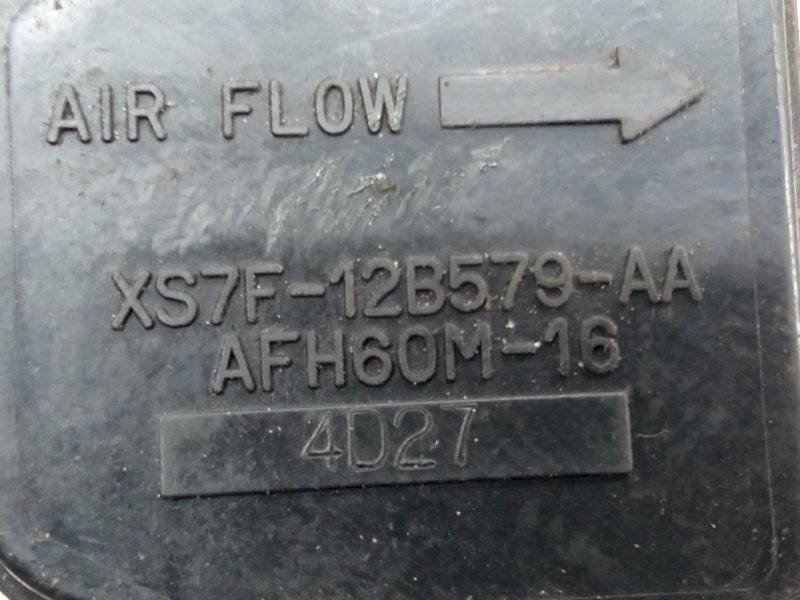 AIR FLOW
XS7F-12B579-AA
AFH60M-16
4D27